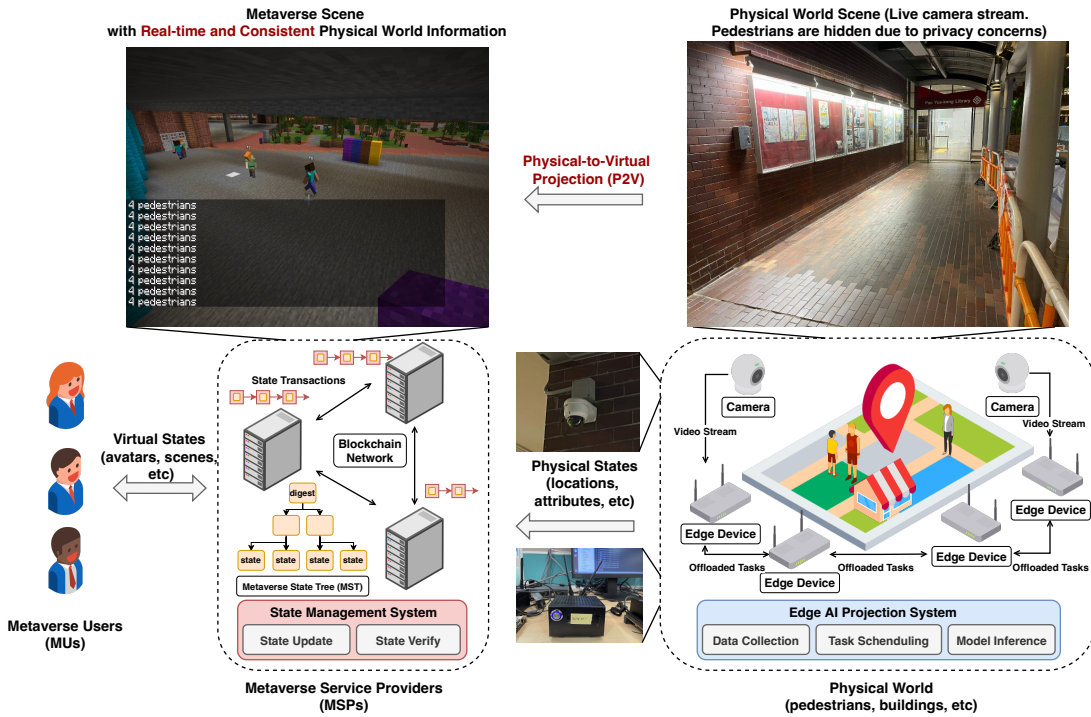 Metaverse Scene
with Real-time and Consistent Physical World Information
Physical World Scene (Live camera stream.
Pedestrians are hidden due to privacy concerns)
4 pedestrians
4 pedestrians
4 pedestrians
4 pedestrians
4 pedestrians
4 pedestrians
4 pedestrians
4 pedestrians
4 pedestrians
4 pedestrians
Physical-to-Virtual
Projection (P2V)
Pao Yue-kong Library
State Transactions
Blockchain
Network
digest
state
state
state
state
Metaverse State Tree (MST)
State Management System
State Update
State Verify
Virtual States
(avatars, scenes,
etc)
Metaverse Users
(MUs)
Metaverse Service Providers
(MSPs)
Physical States
(locations,
attributes, etc)
Camera
Camera
Video Stream
Video Stream
Edge Device
Edge Device
Edge Device
Edge Device
Offloaded Tasks
Offloaded Tasks
Offloaded Tasks
Edge AI Projection System
Data Collection
Task Schenduling
Model Inference
Physical World
(pedestrians, buildings, etc)